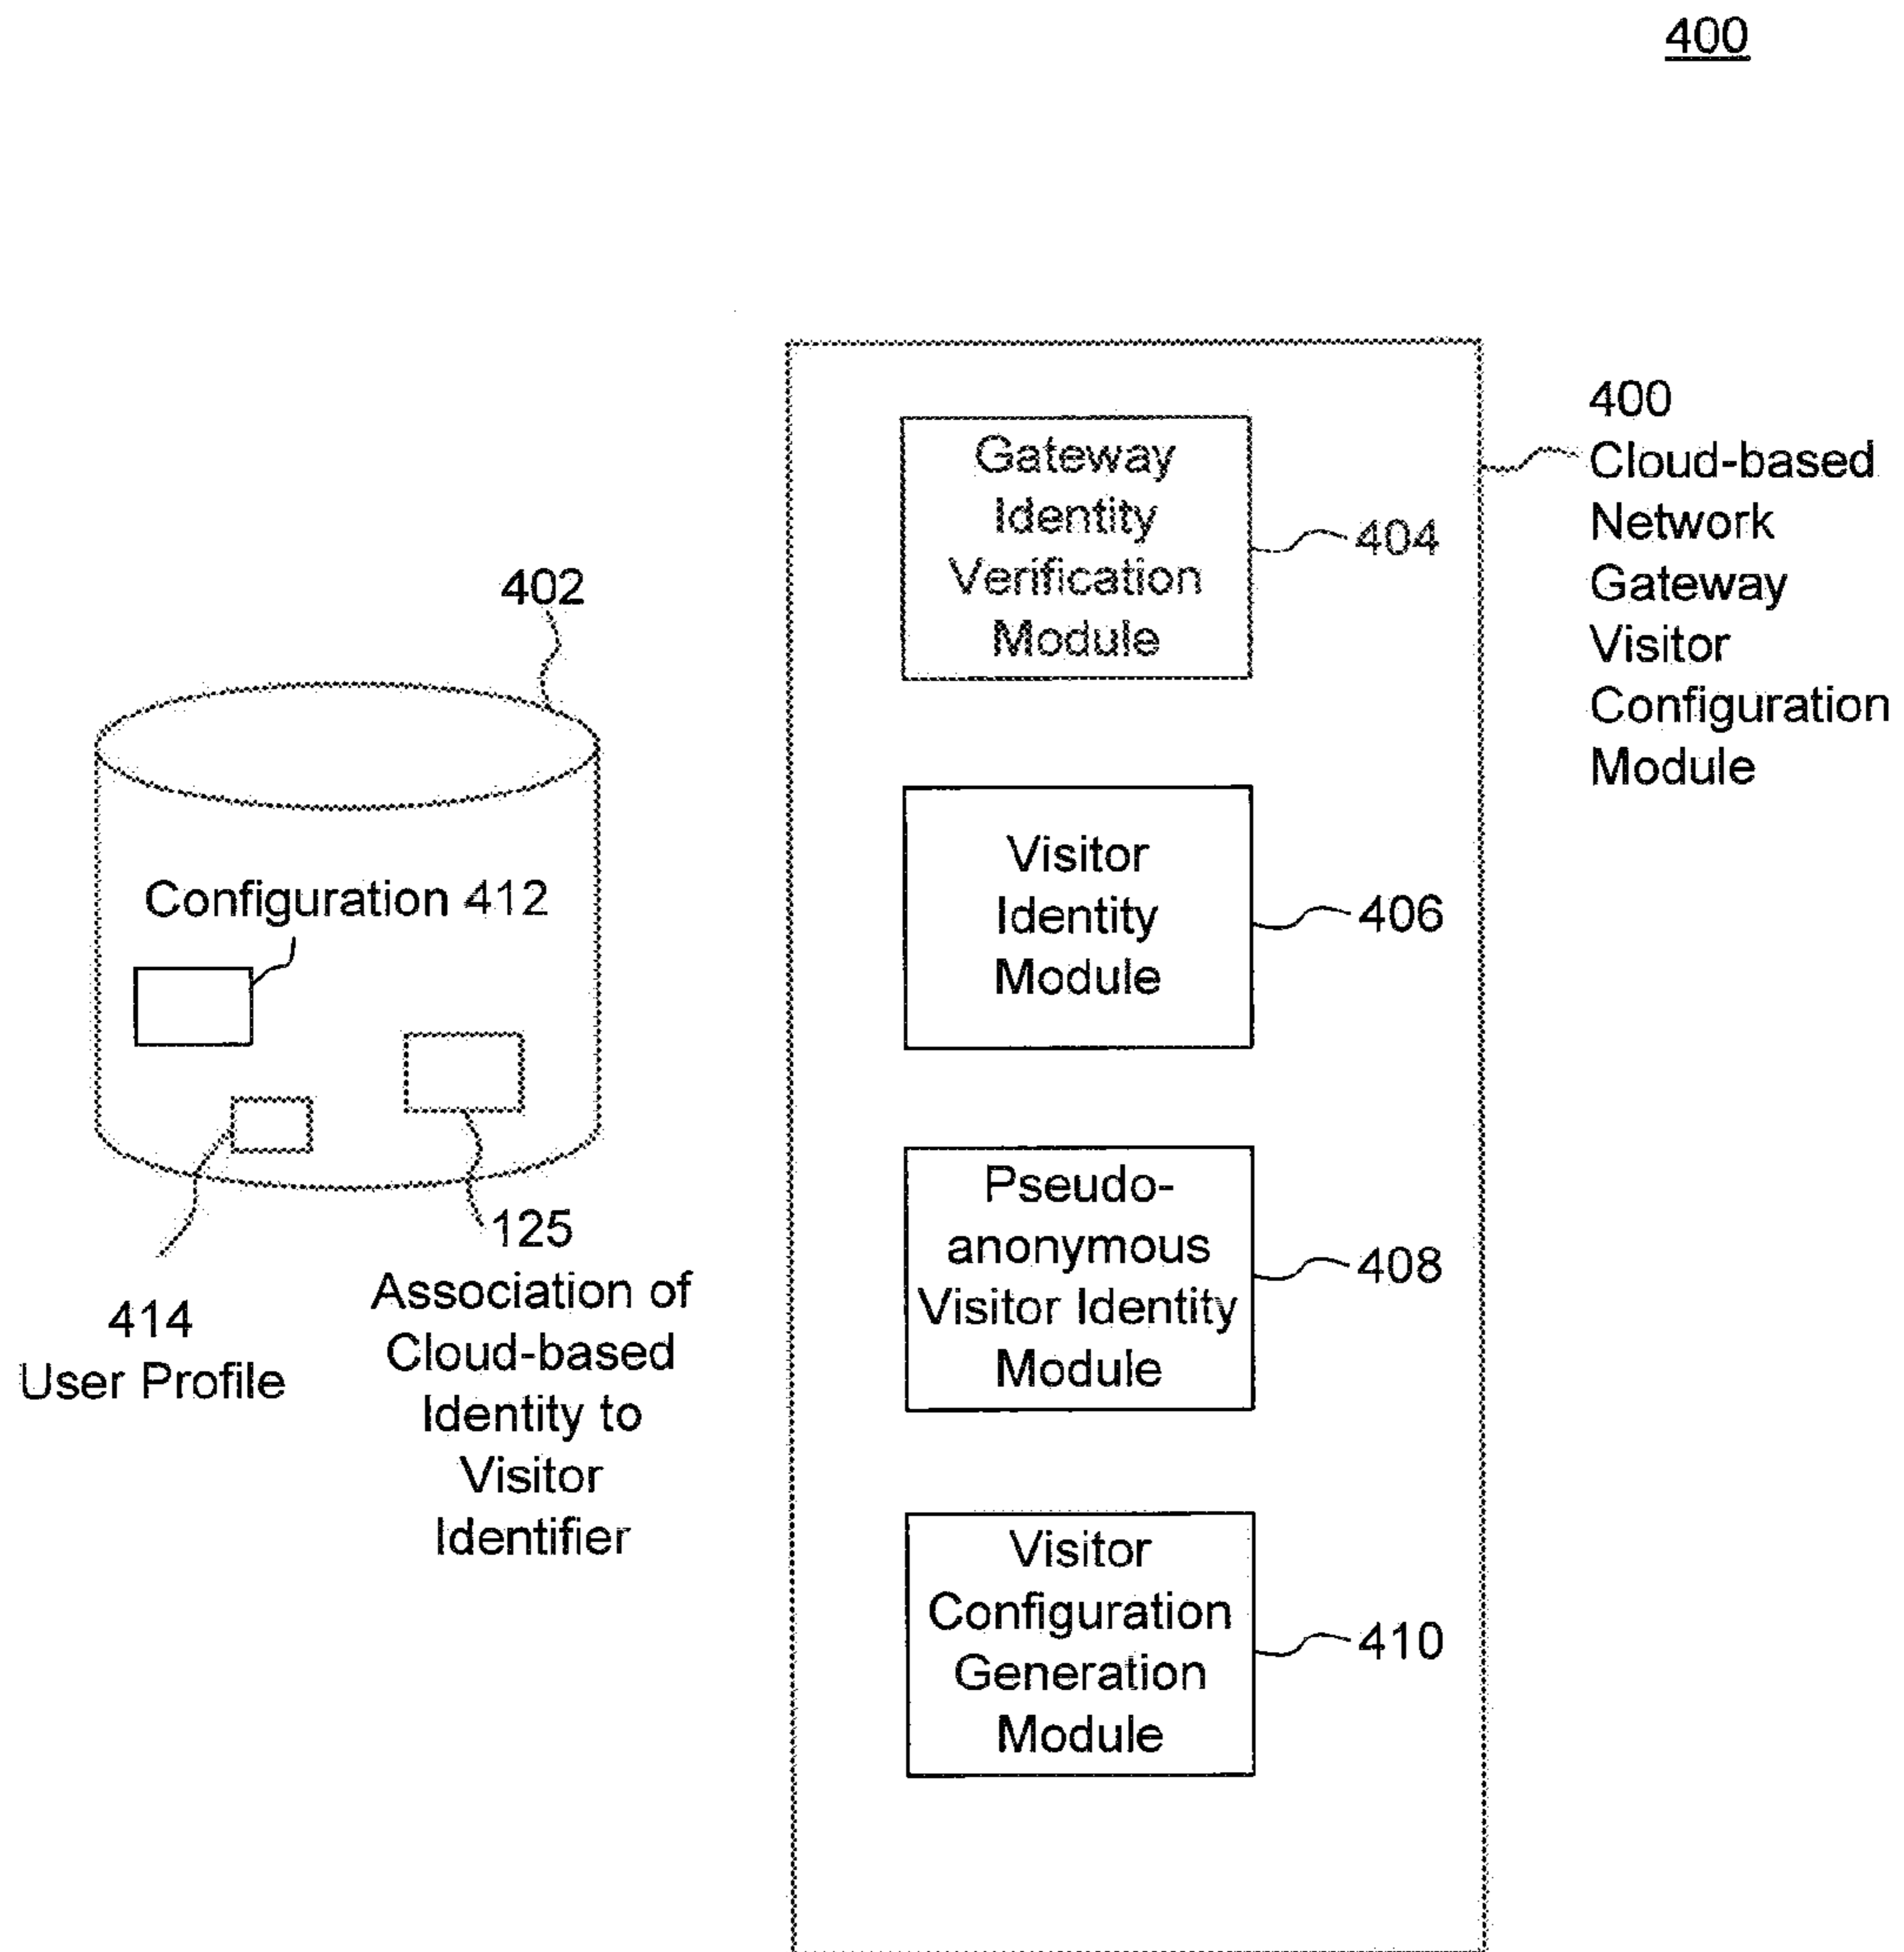 400
400
Cloud-based
Network
Gateway
Visitor
Configuration
Module
Gateway
Identity
Verification
Module
404
402
Visitor
Identity
Module
406
Configuration 412
Pseudo-
anonymous
Visitor Identity
Module
408
125
Association of
Cloud-based
Identity to
Visitor
Identifier
414
User Profile
Visitor
Configuration
Generation
Module
410